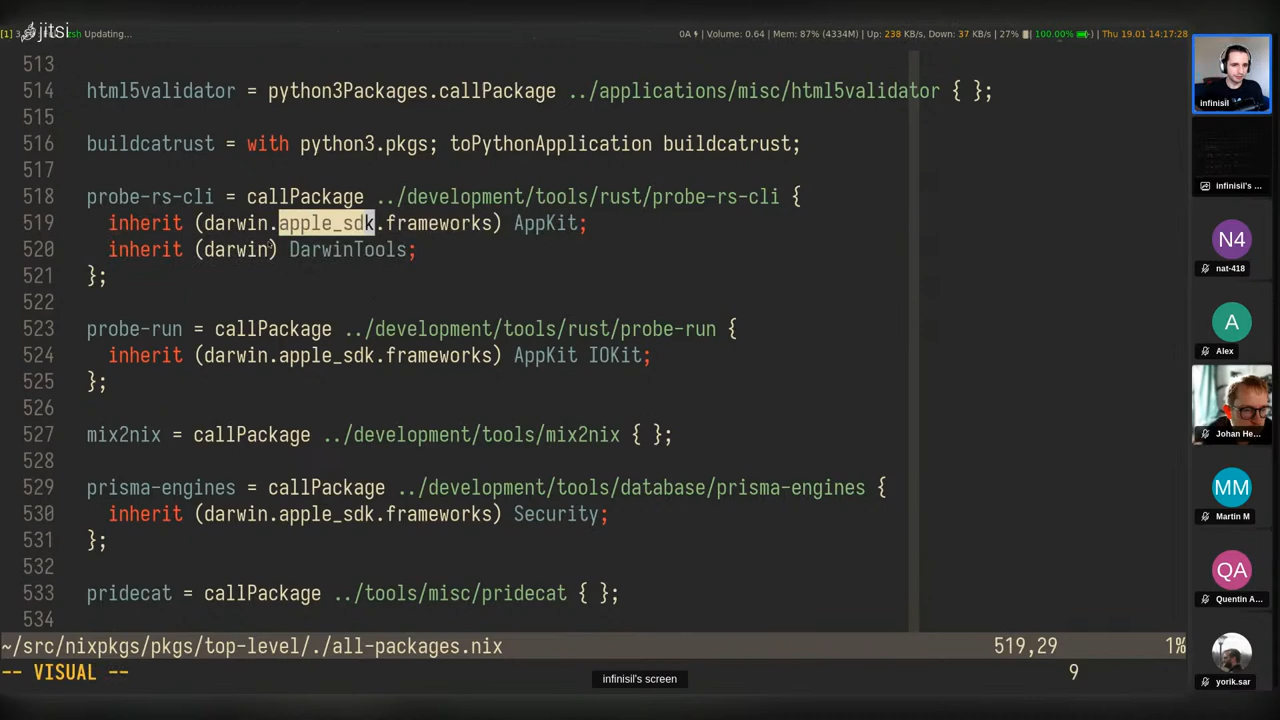 jitsi
[1] 3 zsh Updating... 0A | Volume: 0.64 | Mem: 87% (4334M) | Up: 238 KB/s, Down: 37 KB/s | 27% | 100.00% | Thu 19.01 14:17:28
513
514 html5validator = python3Packages.callPackage ../applications/misc/html5validator { };
515
516 buildcatrust = with python3.pkgs; toPythonApplication buildcatrust;
517
518 probe-rs-cli = callPackage ../development/tools/rust/probe-rs-cli {
519 inherit (darwin.apple_sdk.frameworks) AppKit;
520 inherit (darwin) DarwinTools;
521 };
522
523 probe-run = callPackage ../development/tools/rust/probe-run {
524 inherit (darwin.apple_sdk.frameworks) AppKit IOKit;
525 };
526
527 mix2nix = callPackage ../development/tools/mix2nix { };
528
529 prisma-engines = callPackage ../development/tools/database/prisma-engines {
530 inherit (darwin.apple_sdk.frameworks) Security;
531 };
532
533 pridecat = callPackage ../tools/misc/pridecat { };
534
~/src/nixpkgs/pkgs/top-level/./all-packages.nix 519,29 1%
-- VISUAL -- 9
infinisil's screen
infinisil
infinisil's ...
N4
nat-418
A
Alex
Johan He...
MM
Martin M
QA
Quentin A...
yorik.sar